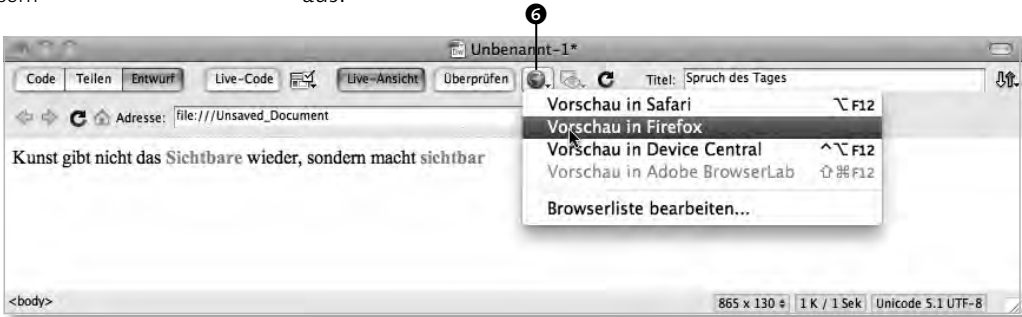 aus.
❻
Unbenannt-1*
Code Teilen Entwurf Live-Code Live-Ansicht Überprüfen Titel: Spruch des Tages
Adresse: file:///Unsaved_Document
Vorschau in Safari ⌥F12
Vorschau in Firefox
Vorschau in Device Central ^⌥F12
Vorschau in Adobe BrowserLab ⇧⌘F12
Browserliste bearbeiten...
Kunst gibt nicht das Sichtbare wieder, sondern macht sichtbar
<body> 865 x 130 1 K / 1 Sek Unicode 5.1 UTF-8